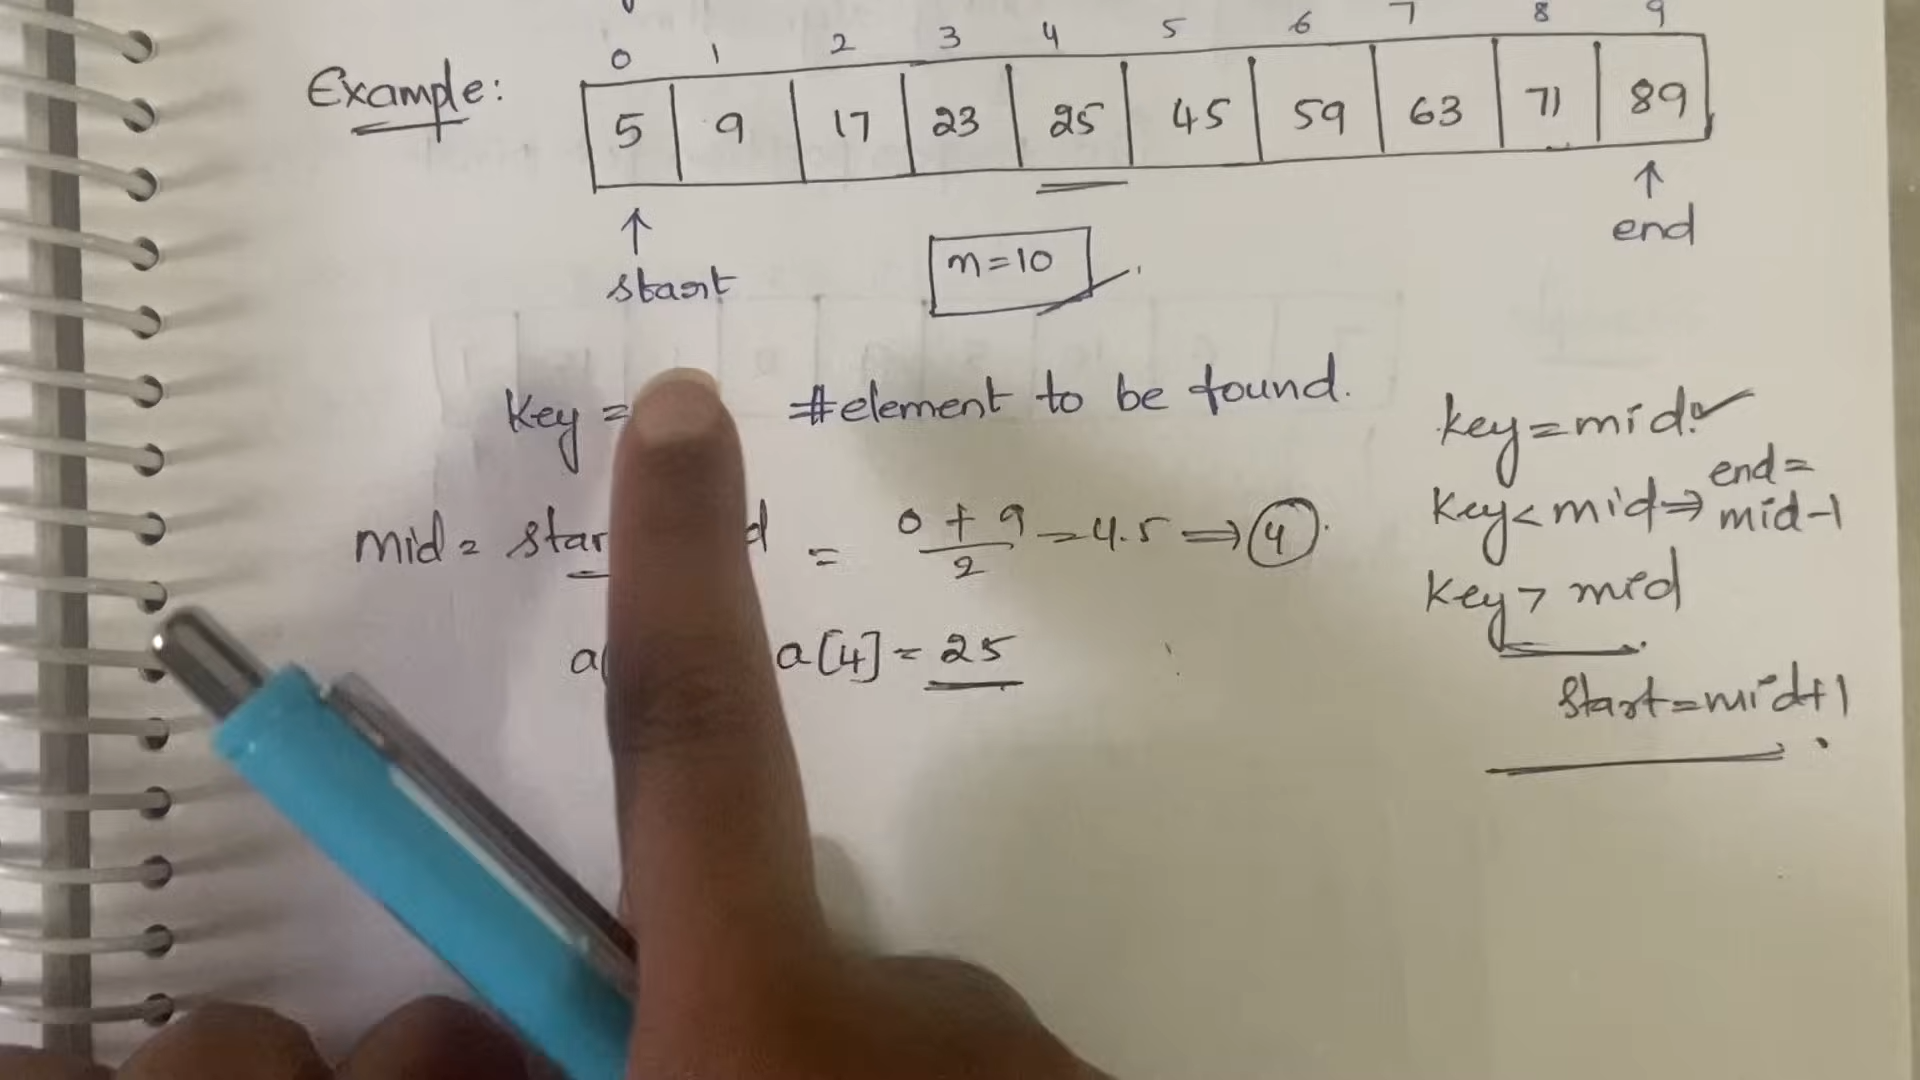 0 1 2 3 4 5 6 7 8 9
Example: 5 9 17 23 25 45 59 63 71 89
start
end
n=10
Key = #element to be found.
mid = star d = 0 + 9 / 2 = 4.5 ⇒ 4
a[4] = 25
key = mid. ✓
key < mid ⇒ end = mid-1
key > mid
start = mid+1